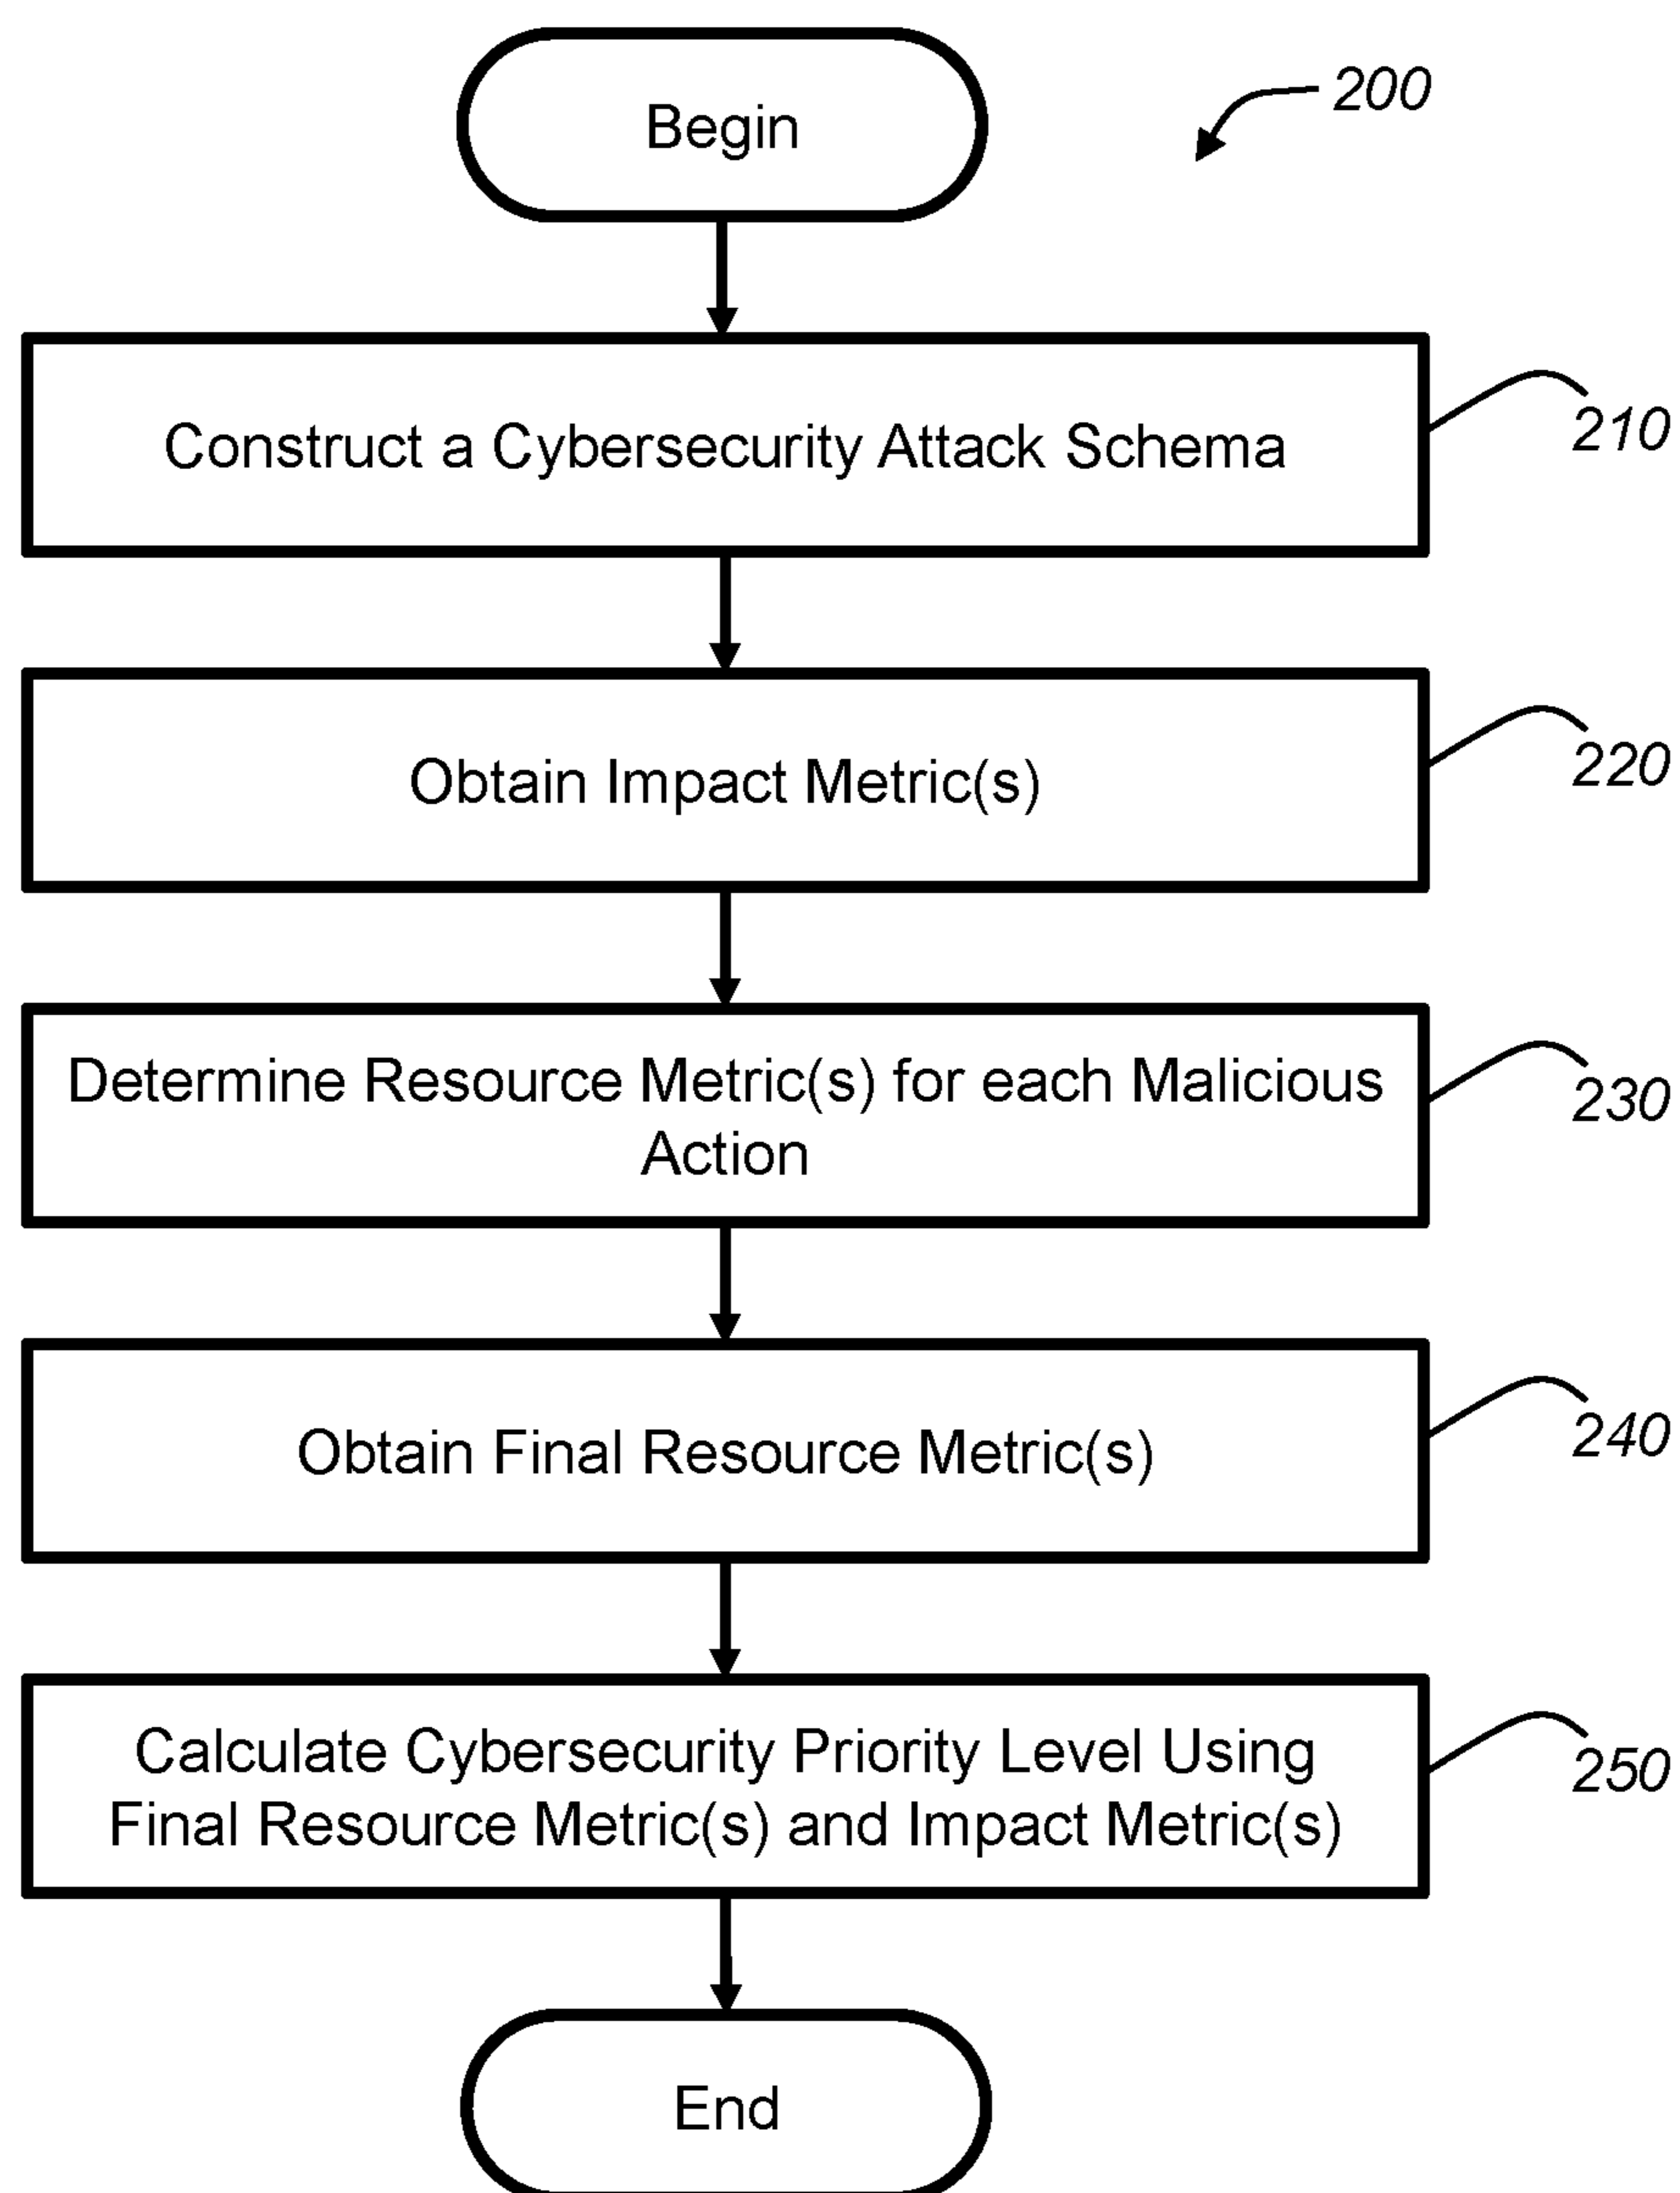 Begin
200
Construct a Cybersecurity Attack Schema
210
Obtain Impact Metric(s)
220
Determine Resource Metric(s) for each Malicious
Action
230
Obtain Final Resource Metric(s)
240
Calculate Cybersecurity Priority Level Using
Final Resource Metric(s) and Impact Metric(s)
250
End